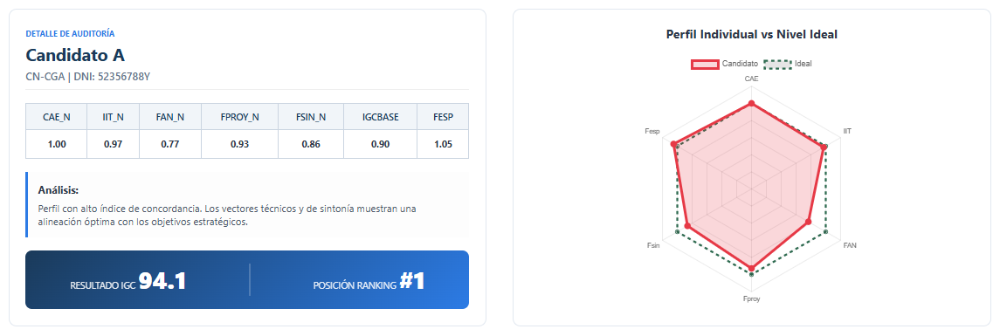 DETALLE DE AUDITORÍA
Candidato A
CN-CGA | DNI: 52356788Y
CAE_N IIT_N FAN_N FPROY_N FSIN_N IGCBASE FESP
1.00 0.97 0.77 0.93 0.86 0.90 1.05
Análisis:
Perfil con alto índice de concordancia. Los vectores técnicos y de sintonía muestran una
alineación óptima con los objetivos estratégicos.
RESULTADO IGC 94.1
POSICIÓN RANKING #1
Perfil Individual vs Nivel Ideal
Candidato Ideal
CAE
Fesp IIT
Fsin FAN
Fproy